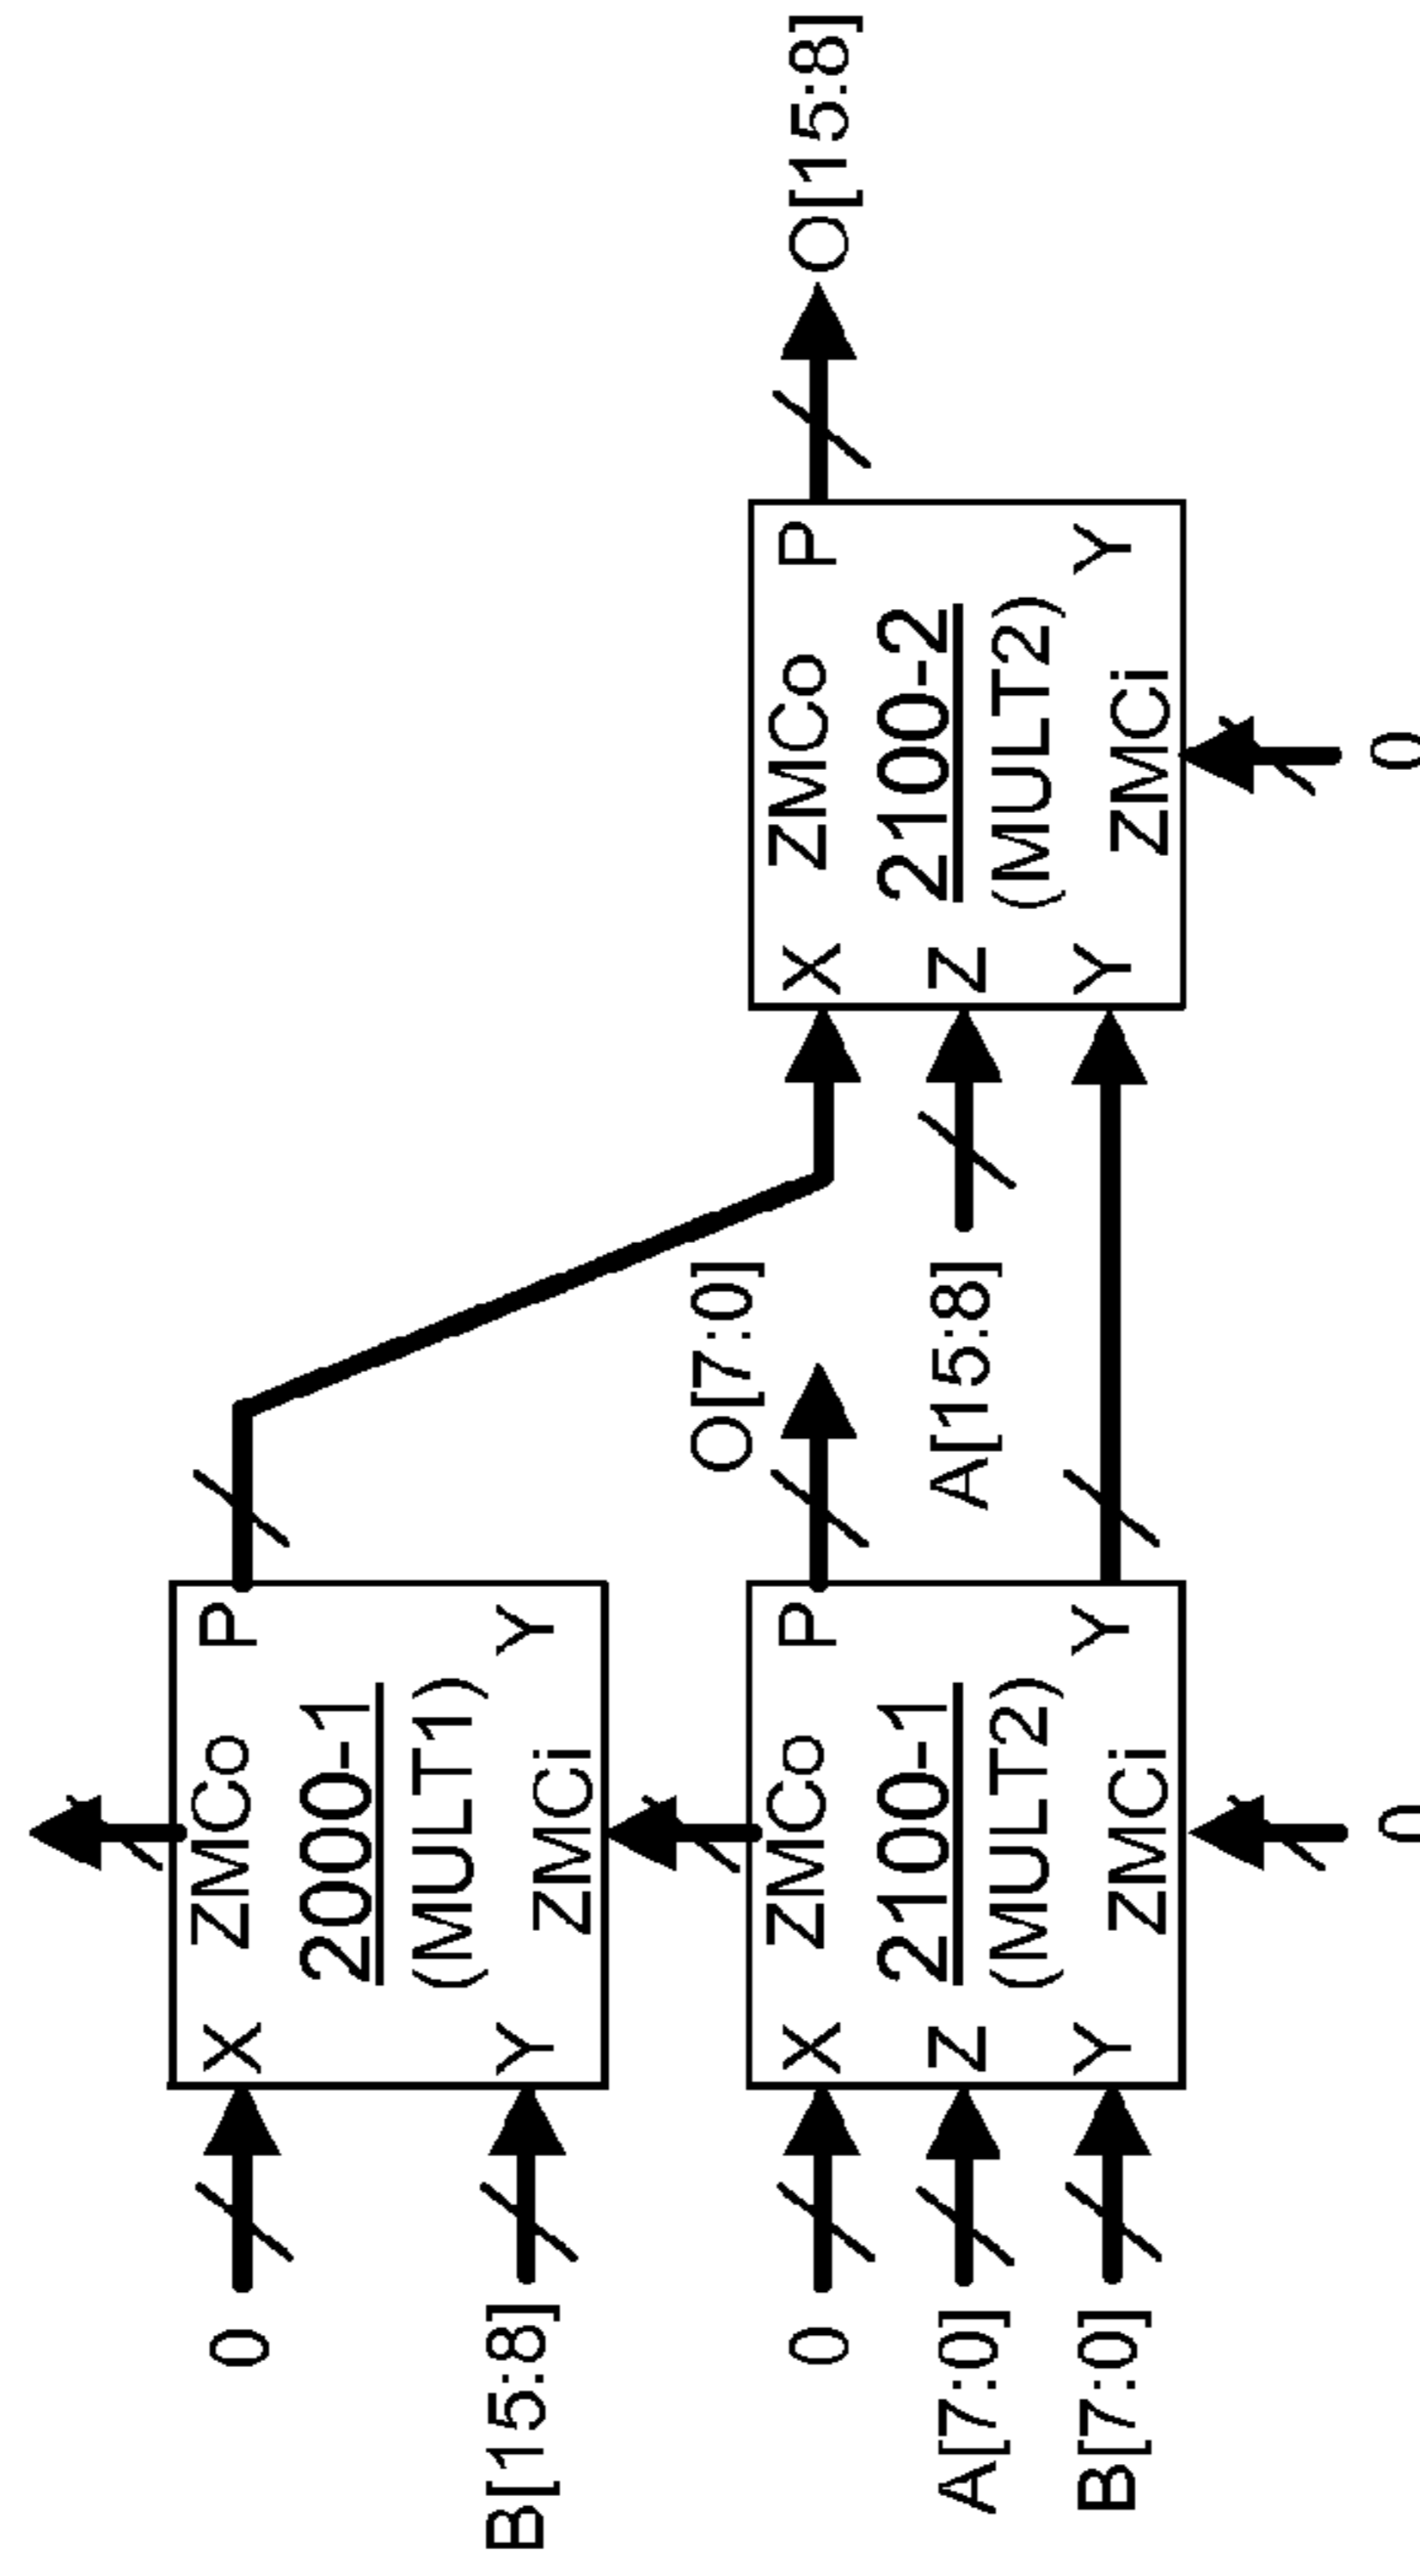 0
X ZMCo P
2000-1
(MULT1)
B[15:8]
Y Y
ZMCi
O[7:0]
0
X ZMCo P
A[7:0]
Z 2100-1
(MULT2)
B[7:0]
Y Y
ZMCi
0
X ZMCo P
O[15:8]
A[15:8]
Z 2100-2
(MULT2)
Y Y
ZMCi
0